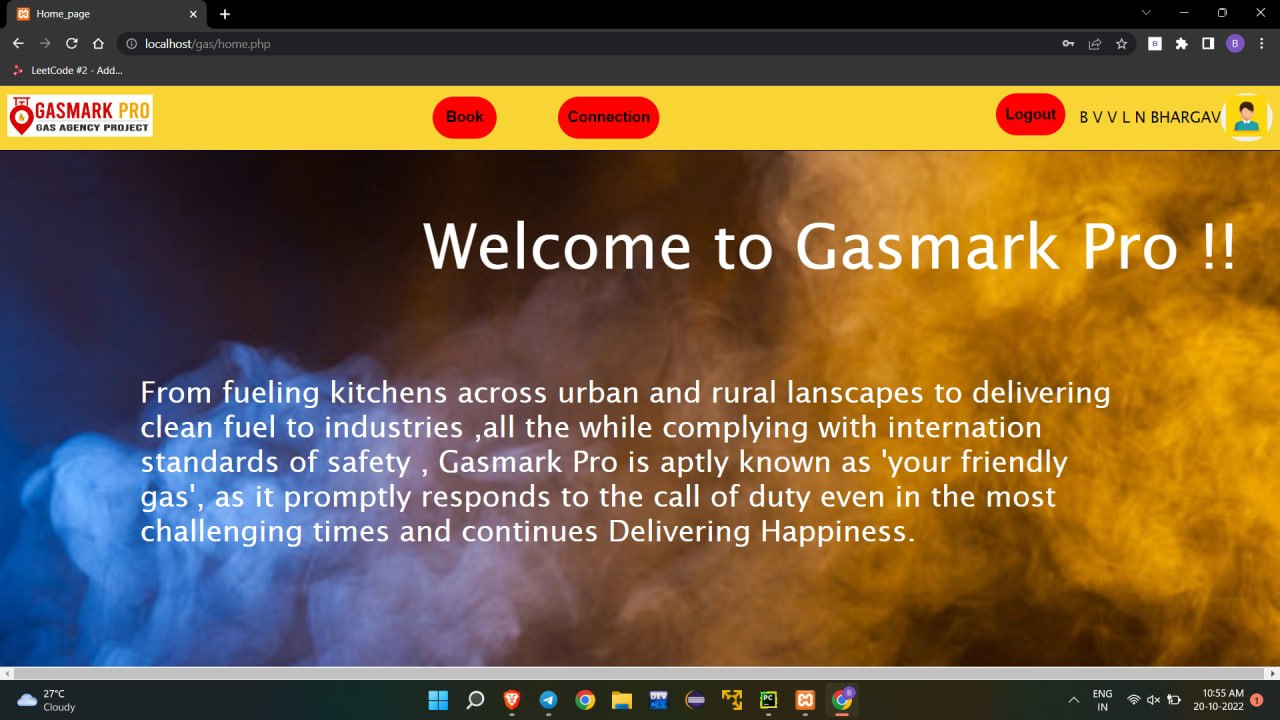 Home_page
localhost/gas/home.php
B
B
LeetCode #2 - Add...
GASMARK PRO
GAS AGENCY PROJECT
Book
Connection
Logout
B V V L N BHARGAV
Welcome to Gasmark Pro !!
From fueling kitchens across urban and rural lanscapes to delivering
clean fuel to industries ,all the while complying with internation
standards of safety , Gasmark Pro is aptly known as 'your friendly
gas', as it promptly responds to the call of duty even in the most
challenging times and continues Delivering Happiness.
27°C
Cloudy
DEV
PC
B
ENG
IN
10:55 AM
20-10-2022
1